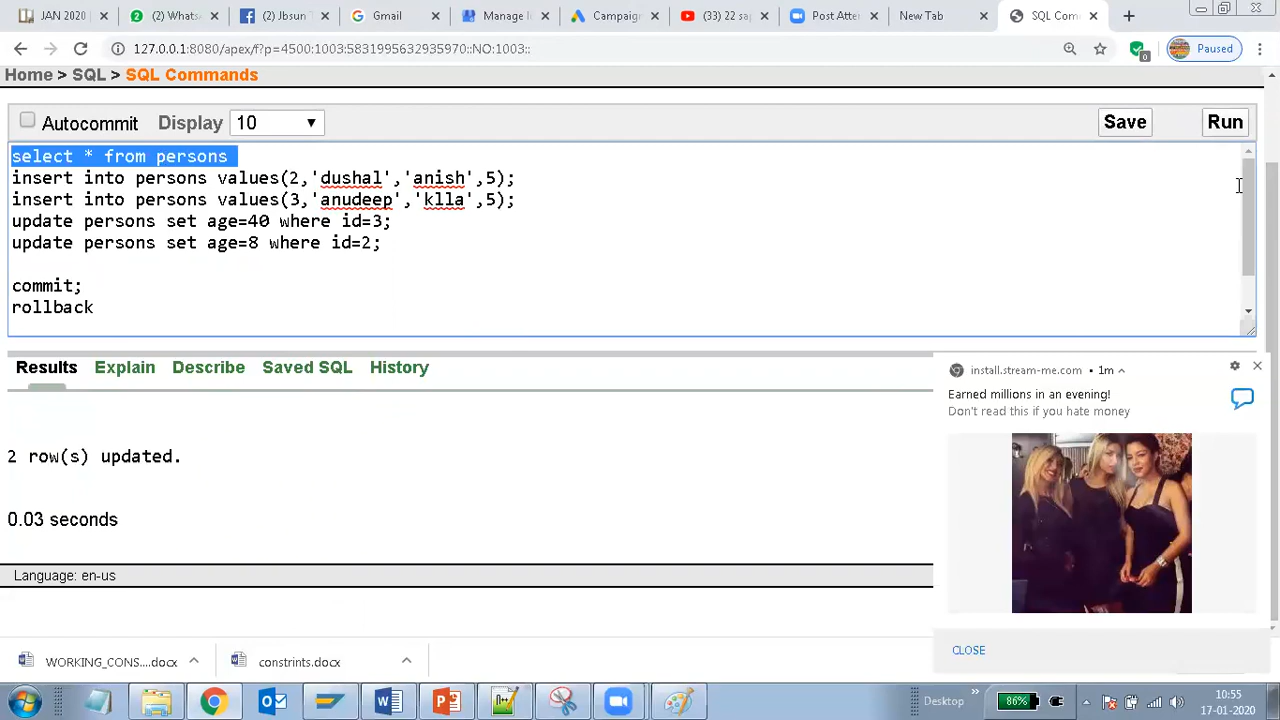 JAN 2020
(2) Whats
(3) Jbsun T
Gmail
Manage I
Campaig
(33) 22 sap
Post Atte
New Tab
SQL Com
127.0.0.1:8080/apex/f?p=4500:1003:5831995632935970::NO:1003::
Paused
Home > SQL > SQL Commands
Autocommit Display 10 Save Run
select * from persons
insert into persons values(2,'dushal','anish',5);
insert into persons values(3,'anudeep','klla',5);
update persons set age=40 where id=3;
update persons set age=8 where id=2;
commit;
rollback
Results Explain Describe Saved SQL History
install.stream-me.com • 1m
Earned millions in an evening!
Don't read this if you hate money
2 row(s) updated.
0.03 seconds
Language: en-us
CLOSE
WORKING_CONS....docx
constrints.docx
Desktop
86%
10:55
17-01-2020